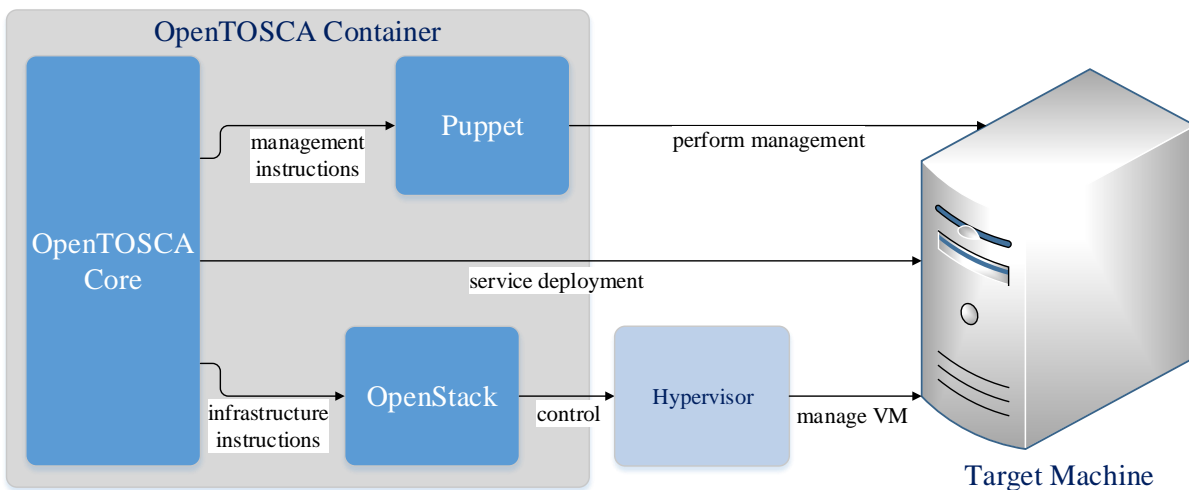 OpenTOSCA Container
OpenTOSCA
Core
management
instructions
Puppet
perform management
service deployment
infrastructure
instructions
OpenStack
control
Hypervisor
manage VM
Target Machine